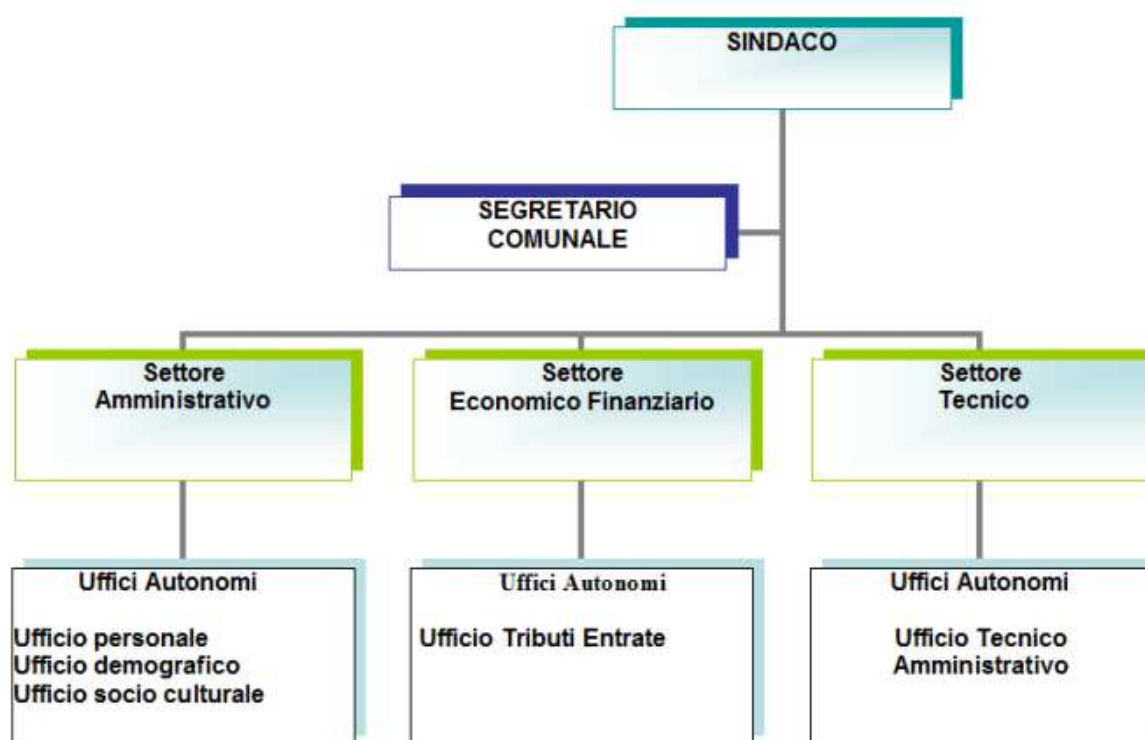 SINDACO
SEGRETARIO
COMUNALE
Settore
Amministrativo
Settore
Economico Finanziario
Settore
Tecnico
Uffici Autonomi
Ufficio personale
Ufficio demografico
Ufficio socio culturale
Uffici Autonomi
Ufficio Tributi Entrate
Uffici Autonomi
Ufficio Tecnico
Amministrativo